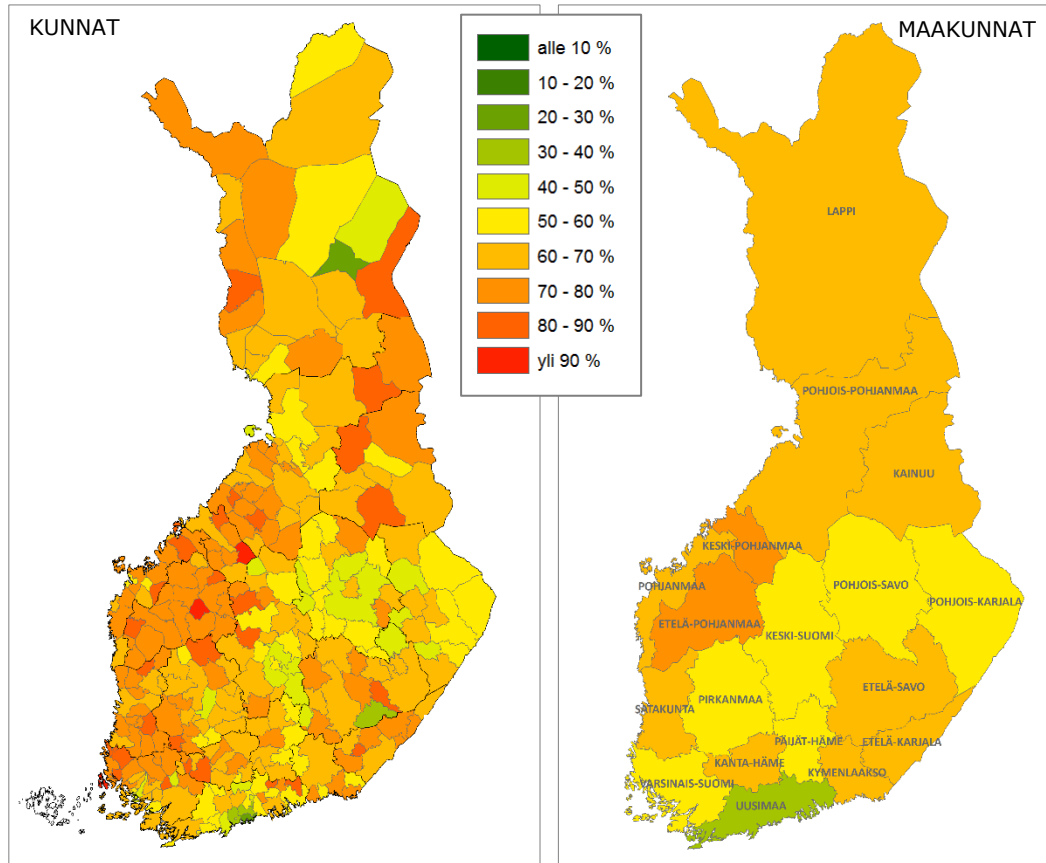 KUNNAT
alle 10 %
10 - 20 %
20 - 30 %
30 - 40 %
40 - 50 %
50 - 60 %
60 - 70 %
70 - 80 %
80 - 90 %
yli 90 %
MAAKUNNAT
LAPPI
POHJOIS-POHJANMAA
KAINUU
KESKI-POHJANMAA
POHJANMAA
POHJOIS-SAVO
POHJOIS-KARJALA
ETELÄ-POHJANMAA
KESKI-SUOMI
ETELÄ-SAVO
PIRKANMAA
SATAKUNTA
PÄIJÄT-HÄME
ETELÄ-KARJALA
KANTA-HÄME
KYMENLAAKSO
VARSINAIS-SUOMI
UUSIMAA